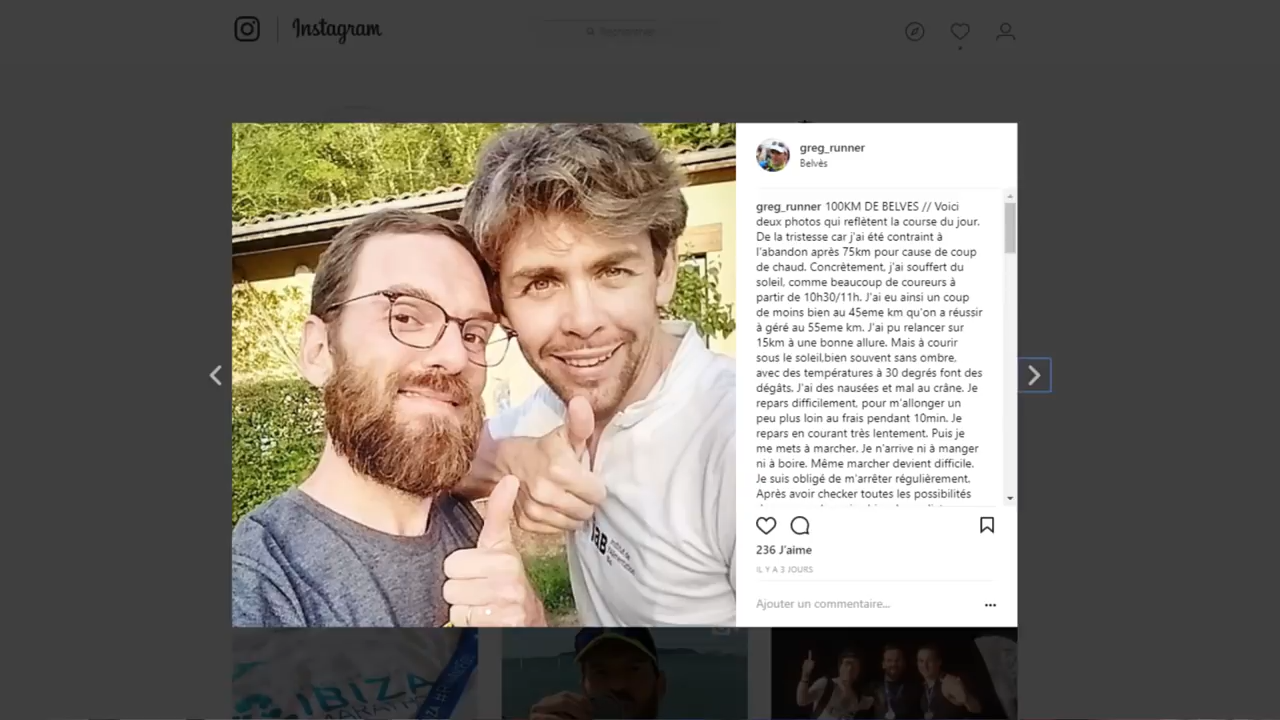 Instagram
Rechercher
greg_runner
Belvès
greg_runner 100KM DE BELVES // Voici
deux photos qui reflètent la course du jour.
De la tristesse car j'ai été contraint à
l'abandon après 75km pour cause de coup
de chaud. Concrètement, j'ai souffert du
soleil, comme beaucoup de coureurs à
partir de 10h30/11h. J'ai eu ainsi un coup
de moins bien au 45eme km qu'on a réussir
à géré au 55eme km. J'ai pu relancer sur
15km à une bonne allure. Mais à courir
sous le soleil,bien souvent sans ombre,
avec des températures à 30 degrés font des
dégâts. J'ai des nausées et mal au crâne. Je
repars difficilement, pour m'allonger un
peu plus loin au frais pendant 10min. Je
repars en courant très lentement. Puis je
me mets à marcher. Je n'arrive ni à manger
ni à boire. Même marcher devient difficile.
Je suis obligé de m'arrêter régulièrement.
Après avoir checker toutes les possibilités
236 J'aime
IL Y A 3 JOURS
Ajouter un commentaire...
IBIZA
MARATHON